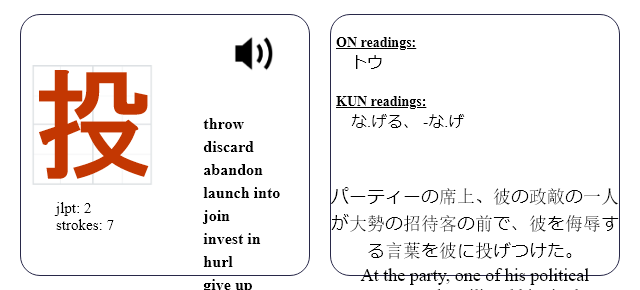 投
jlpt: 2
strokes: 7
throw
discard
abandon
launch into
join
invest in
hurl
give up
ON readings:
トウ
KUN readings:
な.げる、 -な.げ
パーティーの席上、彼の政敵の一人
が大勢の招待客の前で、彼を侮辱す
る言葉を彼に投げつけた。
At the party, one of his political